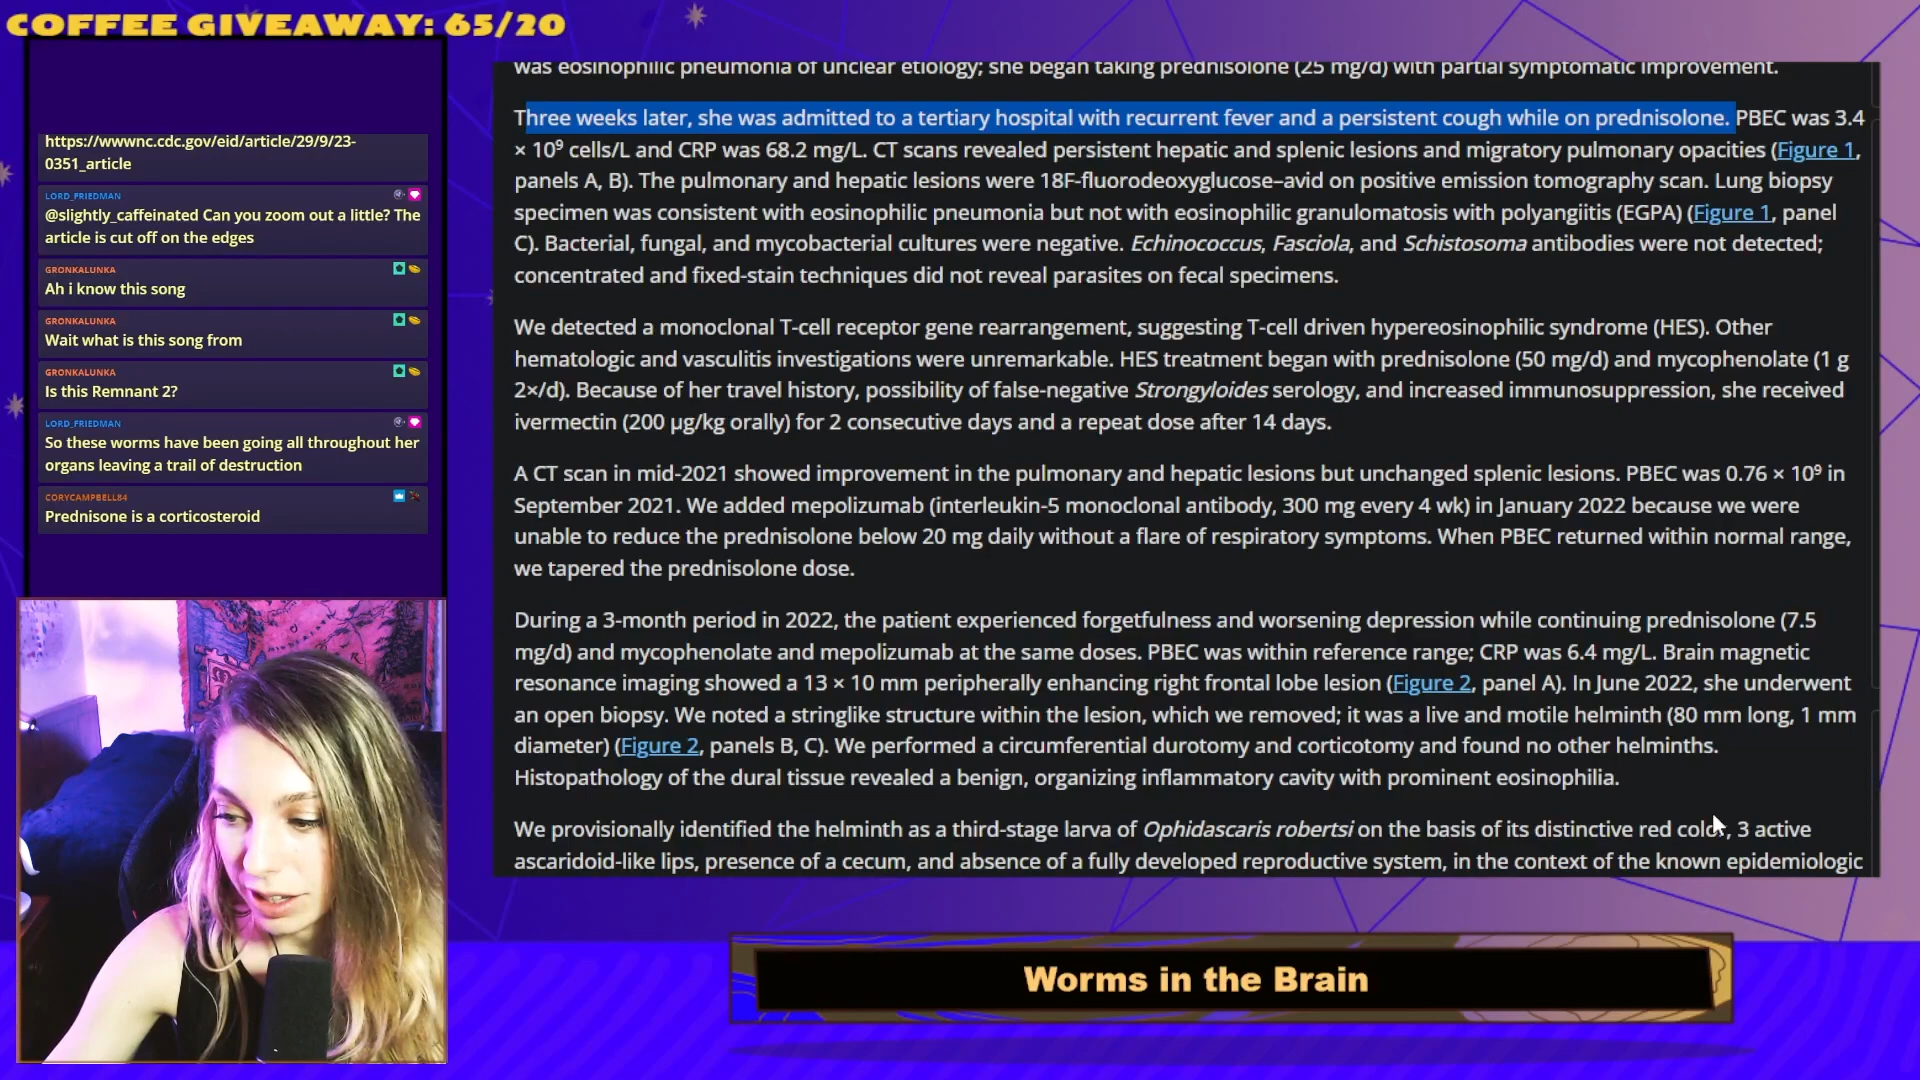 COFFEE GIVEAWAY: 65/20
https://wwwnc.cdc.gov/eid/article/29/9/23-
0351_article
LORD_FRIEDMAN
@slightly_caffeinated Can you zoom out a little? The
article is cut off on the edges
GRONKALUNKA
Ah i know this song
GRONKALUNKA
Wait what is this song from
GRONKALUNKA
Is this Remnant 2?
LORD_FRIEDMAN
So these worms have been going all throughout her
organs leaving a trail of destruction
CORYCAMPBELL84
Prednisone is a corticosteroid
was eosinophilic pneumonia of unclear etiology; she began taking prednisolone (25 mg/d) with partial symptomatic improvement.
Three weeks later, she was admitted to a tertiary hospital with recurrent fever and a persistent cough while on prednisolone. PBEC was 3.4
× 10⁹ cells/L and CRP was 68.2 mg/L. CT scans revealed persistent hepatic and splenic lesions and migratory pulmonary opacities (Figure 1,
panels A, B). The pulmonary and hepatic lesions were 18F-fluorodeoxyglucose–avid on positive emission tomography scan. Lung biopsy
specimen was consistent with eosinophilic pneumonia but not with eosinophilic granulomatosis with polyangiitis (EGPA) (Figure 1, panel
C). Bacterial, fungal, and mycobacterial cultures were negative. Echinococcus, Fasciola, and Schistosoma antibodies were not detected;
concentrated and fixed-stain techniques did not reveal parasites on fecal specimens.
We detected a monoclonal T-cell receptor gene rearrangement, suggesting T-cell driven hypereosinophilic syndrome (HES). Other
hematologic and vasculitis investigations were unremarkable. HES treatment began with prednisolone (50 mg/d) and mycophenolate (1 g
2×/d). Because of her travel history, possibility of false-negative Strongyloides serology, and increased immunosuppression, she received
ivermectin (200 μg/kg orally) for 2 consecutive days and a repeat dose after 14 days.
A CT scan in mid-2021 showed improvement in the pulmonary and hepatic lesions but unchanged splenic lesions. PBEC was 0.76 × 10⁹ in
September 2021. We added mepolizumab (interleukin-5 monoclonal antibody, 300 mg every 4 wk) in January 2022 because we were
unable to reduce the prednisolone below 20 mg daily without a flare of respiratory symptoms. When PBEC returned within normal range,
we tapered the prednisolone dose.
During a 3-month period in 2022, the patient experienced forgetfulness and worsening depression while continuing prednisolone (7.5
mg/d) and mycophenolate and mepolizumab at the same doses. PBEC was within reference range; CRP was 6.4 mg/L. Brain magnetic
resonance imaging showed a 13 × 10 mm peripherally enhancing right frontal lobe lesion (Figure 2, panel A). In June 2022, she underwent
an open biopsy. We noted a stringlike structure within the lesion, which we removed; it was a live and motile helminth (80 mm long, 1 mm
diameter) (Figure 2, panels B, C). We performed a circumferential durotomy and corticotomy and found no other helminths.
Histopathology of the dural tissue revealed a benign, organizing inflammatory cavity with prominent eosinophilia.
We provisionally identified the helminth as a third-stage larva of Ophidascaris robertsi on the basis of its distinctive red color, 3 active
ascaridoid-like lips, presence of a cecum, and absence of a fully developed reproductive system, in the context of the known epidemiologic
Worms in the Brain